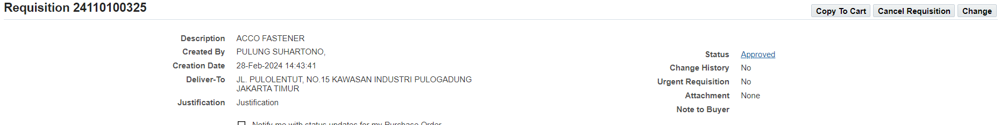 Requisition 24110100325
Copy To Cart
Cancel Requisition
Change
Description ACCO FASTENER
Created By PULUNG SUHARTONO,
Creation Date 28-Feb-2024 14:43:41
Deliver-To JL. PULOLENTUT, NO.15 KAWASAN INDUSTRI PULOGADUNG
JAKARTA TIMUR
Justification Justification
Notify me with status updates for my Purchase Order
Status Approved
Change History No
Urgent Requisition No
Attachment None
Note to Buyer